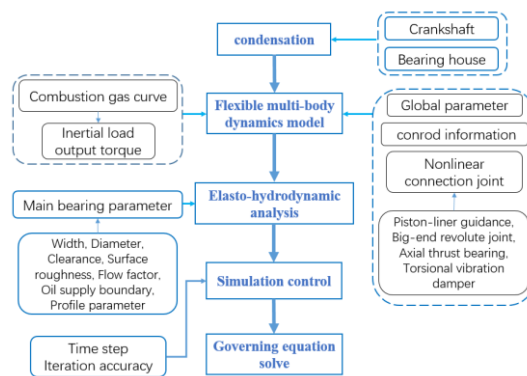 condensation
Crankshaft
Bearing house
Combustion gas curve
Inertial load
output torque
Flexible multi-body
dynamics model
Global parameter
conrod information
Nonlinear
connection joint
Piston-liner guidance,
Big-end revolute joint,
Axial thrust bearing,
Torsional vibration
damper
Main bearing parameter
Elasto-hydrodynamic
analysis
Width, Diameter,
Clearance, Surface
roughness, Flow factor,
Oil supply boundary,
Profile parameter
Simulation control
Time step
Iteration accuracy
Governing equation
solve